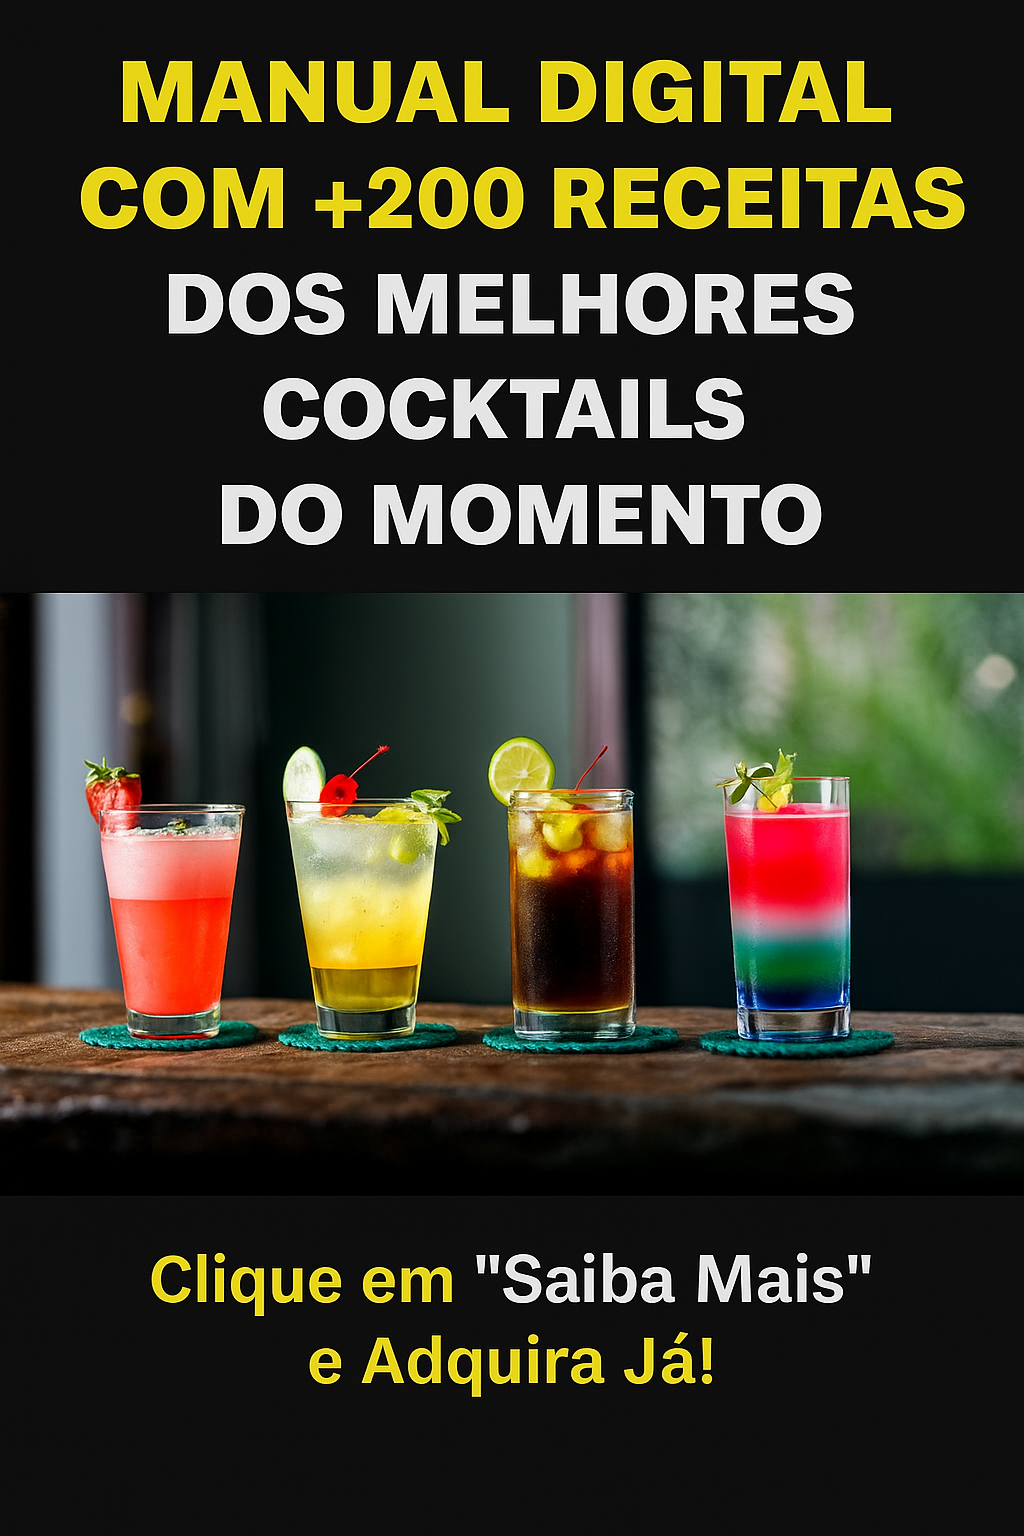 MANUAL DIGITAL
COM +200 RECEITAS
DOS MELHORES
COCKTAILS
DO MOMENTO
Clique em "Saiba Mais"
e Adquira Já!